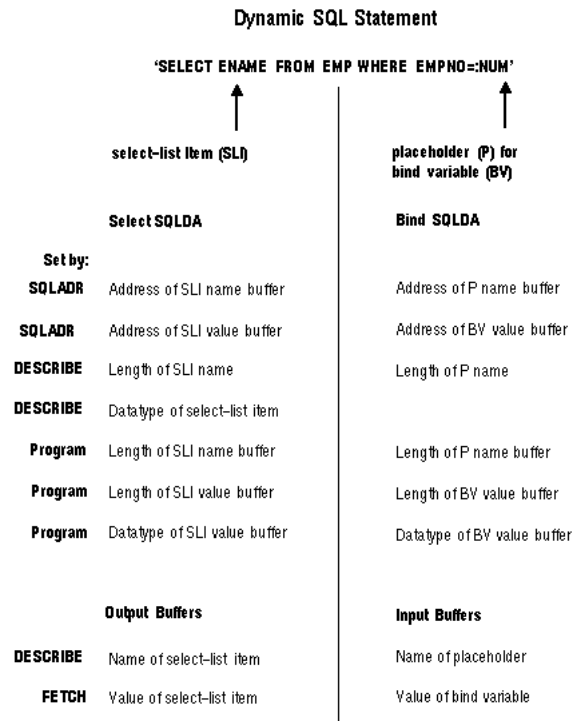 Dynamic SQL Statement
‘SELECT ENAME FROM EMP WHERE EMPNO=:NUM’
select–list Item (SLI)
placeholder (P) for
bind variable (BV)
Select SQLDA
Bind SQLDA
Set by:
SQLADR Address of SLI name buffer Address of P name buffer
SQLADR Address of SLI value buffer Address of BV value buffer
DESCRIBE Length of SLI name Length of P name
DESCRIBE Datatype of select–list item
Program Length of SLI name buffer Length of P name buffer
Program Length of SLI value buffer Length of BV value buffer
Program Datatype of SLI value buffer Datatype of BV value buffer
Output Buffers Input Buffers
DESCRIBE Name of select–list item Name of placeholder
FETCH Value of select–list item Value of bind variable